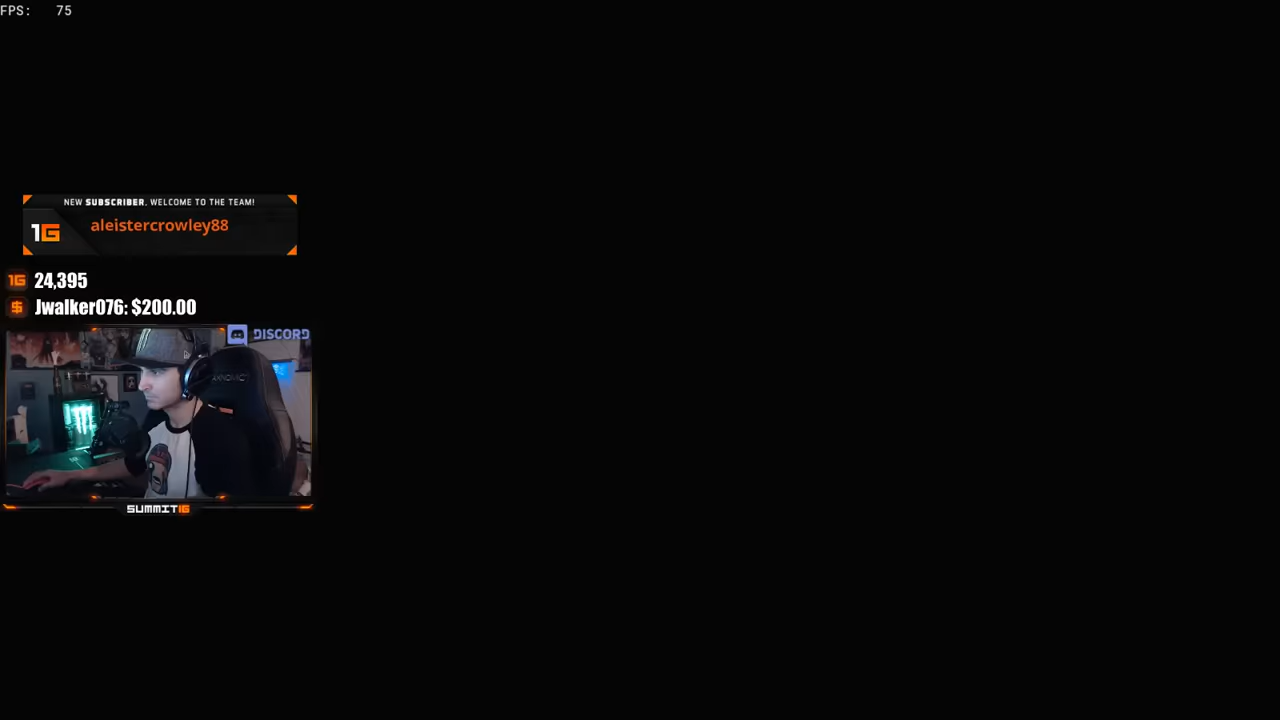 FPS: 75
NEW SUBSCRIBER. WELCOME TO THE TEAM!
1G
aleistercrowley88
1G 24,395
$ Jwalker076: $200.00
DISCORD
SUMMIT1G